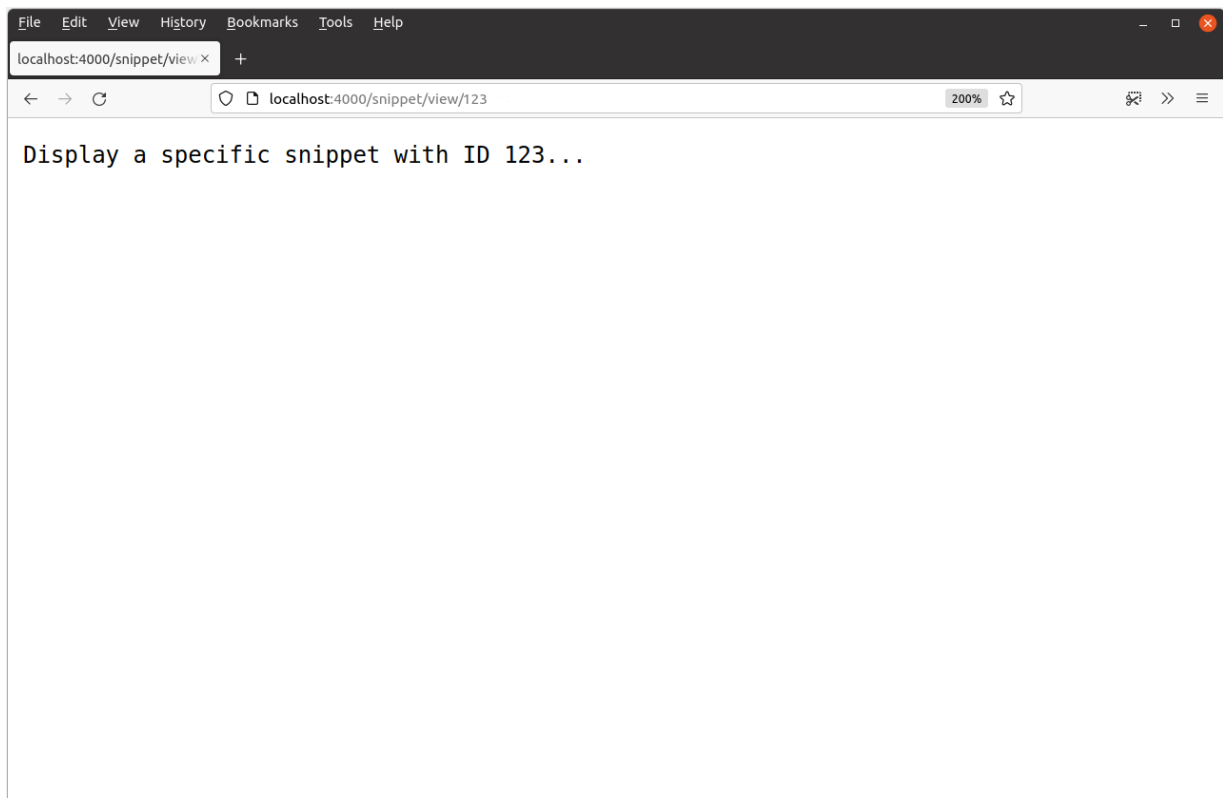 File Edit View History Bookmarks Tools Help
localhost:4000/snippet/view
localhost:4000/snippet/view/123 200%
Display a specific snippet with ID 123...